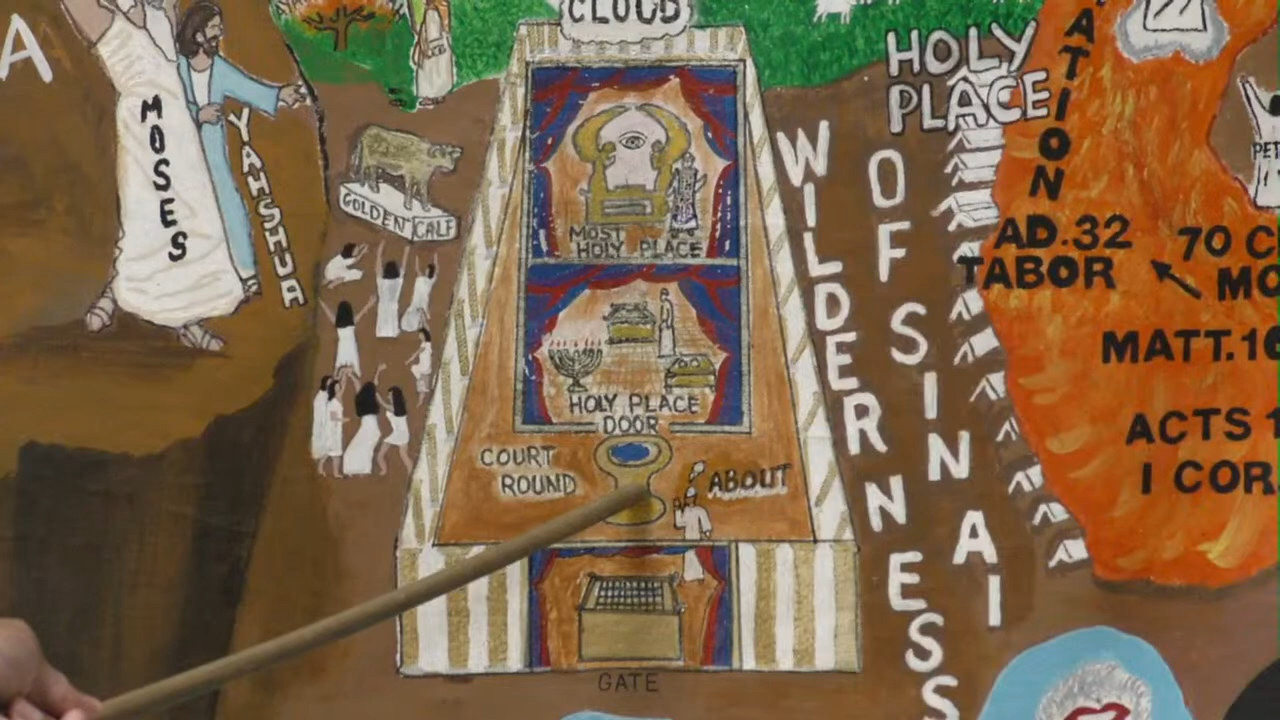 A
CLOUD
MOSES
YAHSHUA
GOLDEN CALF
MOST
HOLY PLACE
HOLY PLACE
DOOR
COURT
ROUND
ABOUT
GATE
WILDERNESS
OF SINAI
HOLY
PLACE
ATION
AD.32
TABOR
70 C
MO
MATT.16
ACTS 1
I COR.
PET